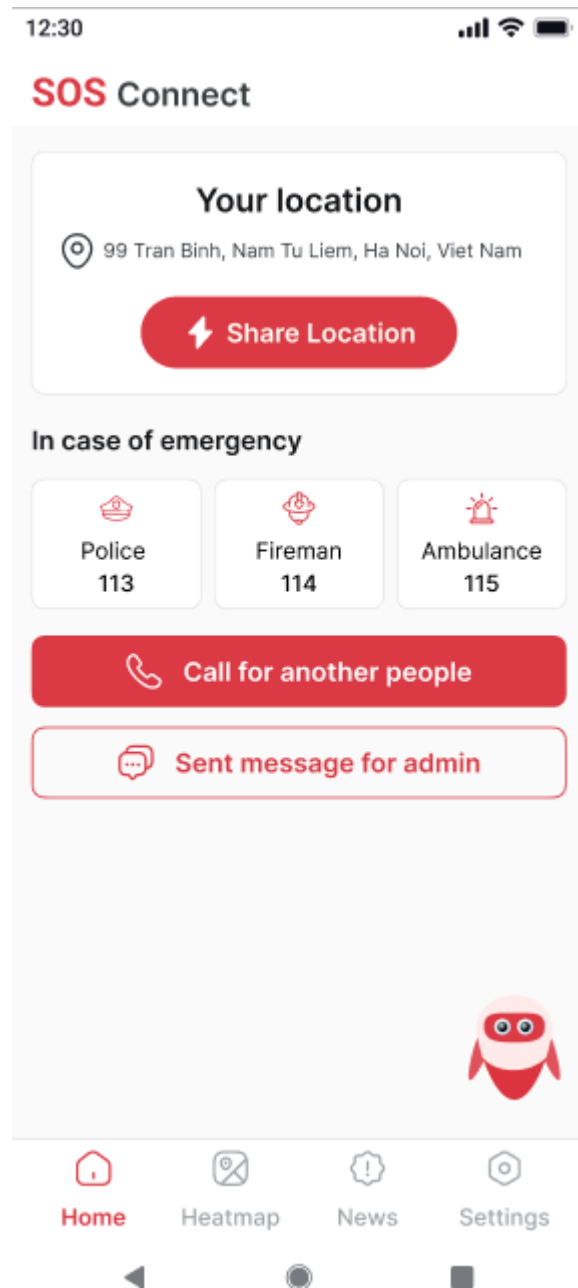 12:30
SOS Connect
Your location
99 Tran Binh, Nam Tu Liem, Ha Noi, Viet Nam
Share Location
In case of emergency
Police
113
Fireman
114
Ambulance
115
Call for another people
Sent message for admin
Home
Heatmap
News
Settings